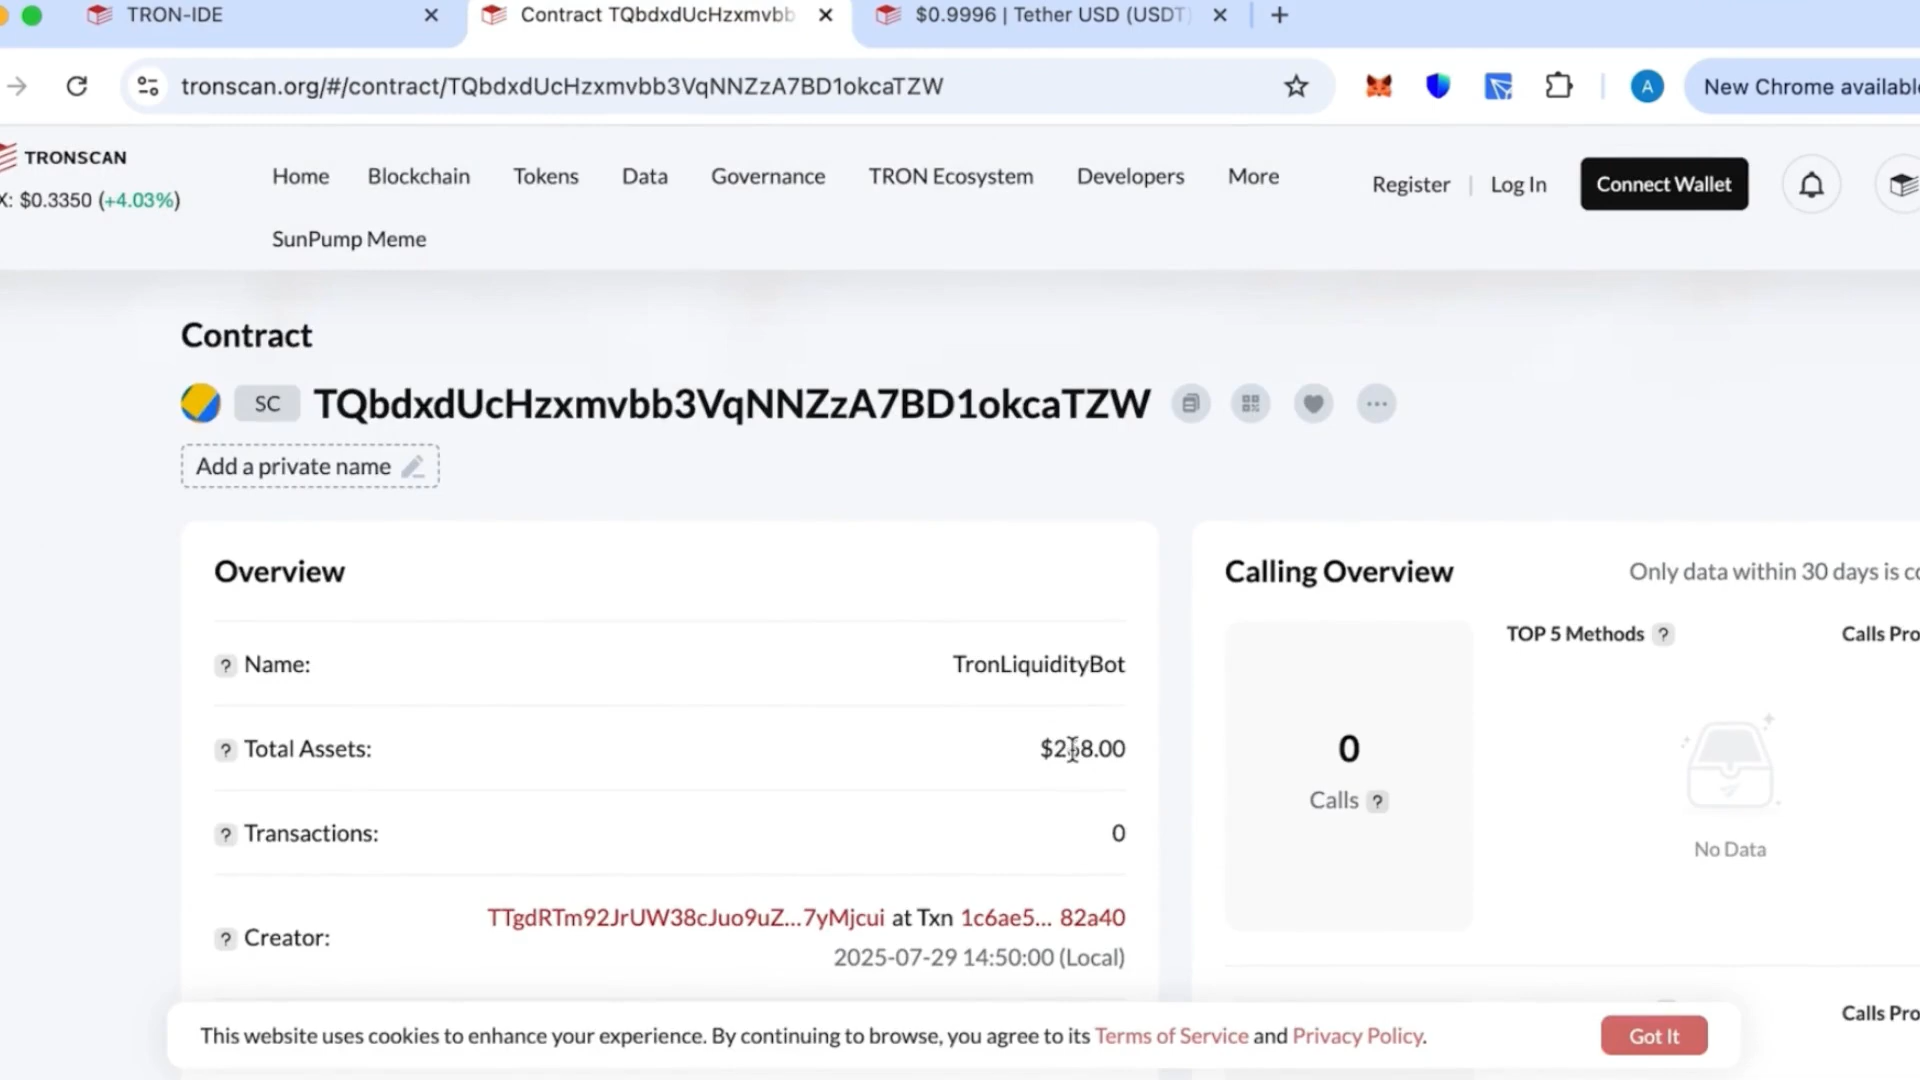 TRON-IDE
Contract TQbdxdUcHzxmvbb
$0.9996 | Tether USD (USDT)
tronscan.org/#/contract/TQbdxdUcHzxmvbb3VqNNZzA7BD1okcaTZW
A
New Chrome available
TRONSCAN
X: $0.3350 (+4.03%)
Home Blockchain Tokens Data Governance TRON Ecosystem Developers More
SunPump Meme
Register | Log In
Connect Wallet
Contract
SC TQbdxdUcHzxmvbb3VqNNZzA7BD1okcaTZW
Add a private name
Overview
? Name: TronLiquidityBot
? Total Assets: $268.00
? Transactions: 0
? Creator: TTgdRTm92JrUW38cJuo9uZ...7yMjcui at Txn 1c6ae5... 82a40
2025-07-29 14:50:00 (Local)
Calling Overview
Only data within 30 days is co
0
Calls ?
TOP 5 Methods ?
Calls Pro
No Data
Calls Pro
This website uses cookies to enhance your experience. By continuing to browse, you agree to its Terms of Service and Privacy Policy.
Got It